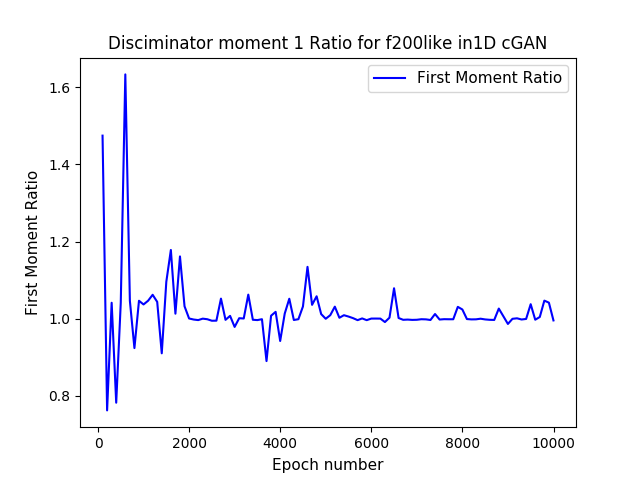 Disciminator moment 1 Ratio for f200like in1D cGAN
First Moment Ratio
First Moment Ratio
1.6
1.4
1.2
1.0
0.8
0
2000
4000
6000
8000
10000
Epoch number